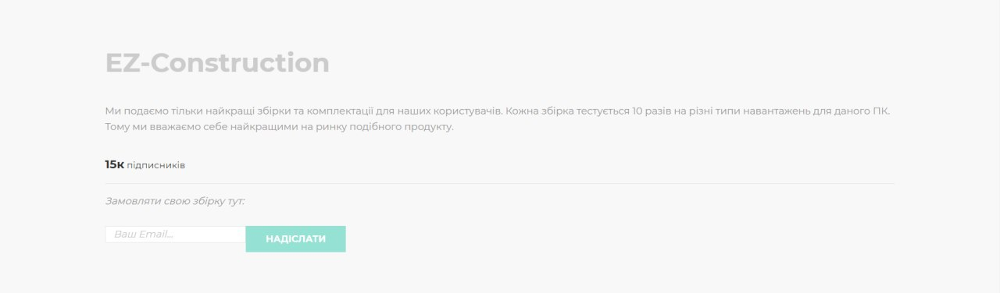 EZ-Construction
Ми подаємо тільки найкращі збірки та комплектації для наших користувачів. Кожна збірка тестується 10 разів на різні типи навантажень для даного ПК.
Тому ми вважаємо себе найкращими на ринку подібного продукту.
15к підписників
Замовляти свою збірку тут:
Ваш Email...
НАДІСЛАТИ